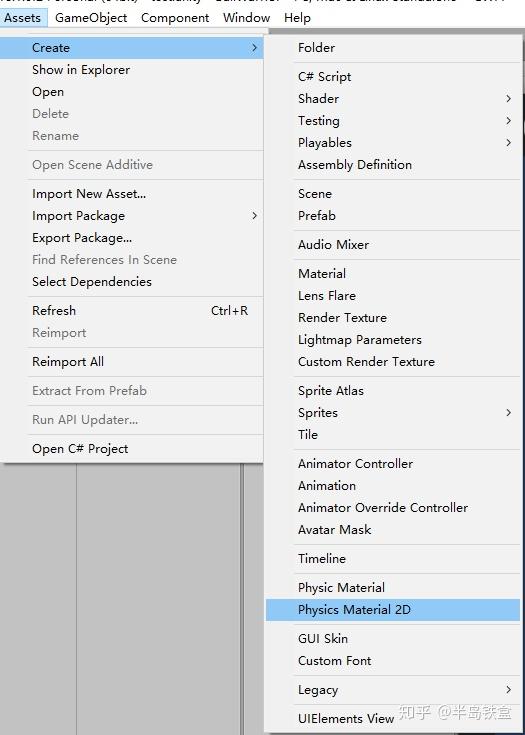 Assets GameObject Component Window Help
Create
Show in Explorer
Open
Delete
Rename
Open Scene Additive
Import New Asset...
Import Package
Export Package...
Find References In Scene
Select Dependencies
Refresh Ctrl+R
Reimport
Reimport All
Extract From Prefab
Run API Updater...
Open C# Project
Folder
C# Script
Shader
Testing
Playables
Assembly Definition
Scene
Prefab
Audio Mixer
Material
Lens Flare
Render Texture
Lightmap Parameters
Custom Render Texture
Sprite Atlas
Sprites
Tile
Animator Controller
Animation
Animator Override Controller
Avatar Mask
Timeline
Physic Material
Physics Material 2D
GUI Skin
Custom Font
Legacy
UIElements View
知乎 @半岛铁盒